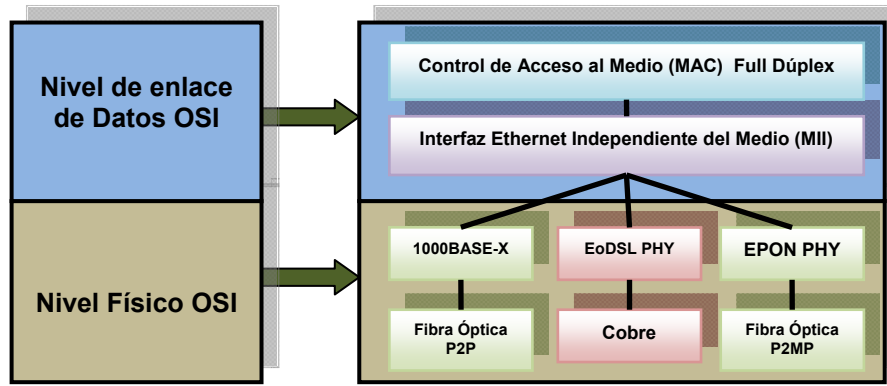 Nivel de enlace
de Datos OSI
Nivel Físico OSI
Control de Acceso al Medio (MAC) Full Dúplex
Interfaz Ethernet Independiente del Medio (MII)
1000BASE-X
EoDSL PHY
EPON PHY
Fibra Óptica
P2P
Cobre
Fibra Óptica
P2MP